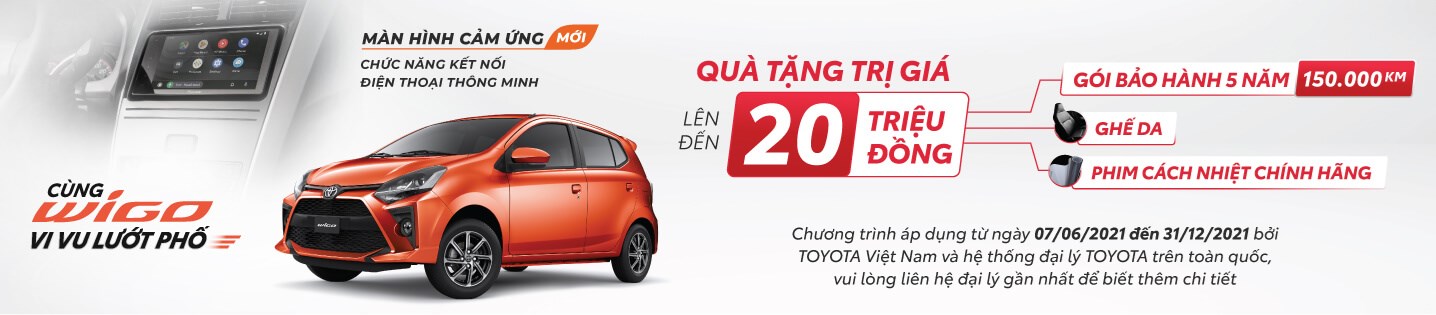 MÀN HÌNH CẢM ỨNG MỚI
CHỨC NĂNG KẾT NỐI
ĐIỆN THOẠI THÔNG MINH
CÙNG
WIGO
VI VU LƯỚT PHỐ
WIGO
QUÀ TẶNG TRỊ GIÁ
LÊN
ĐẾN
20
TRIỆU
ĐỒNG
GÓI BẢO HÀNH 5 NĂM 150.000 KM
GHẾ DA
PHIM CÁCH NHIỆT CHÍNH HÃNG
Chương trình áp dụng từ ngày 07/06/2021 đến 31/12/2021 bởi
TOYOTA Việt Nam và hệ thống đại lý TOYOTA trên toàn quốc,
vui lòng liên hệ đại lý gần nhất để biết thêm chi tiết